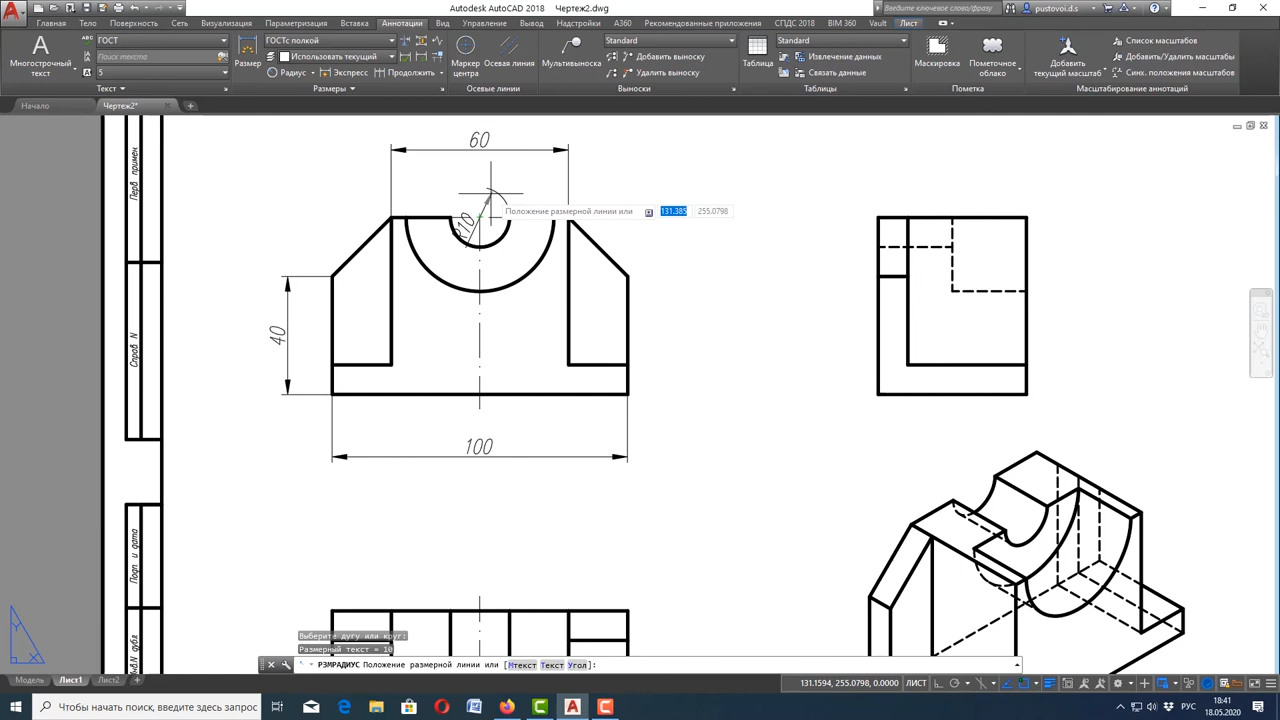 Autodesk AutoCAD 2018 Чертеж2.dwg
Введите ключевое слово/фразу
pustovoi.d.s
Главная
Поверхность
Сеть
Визуализация
Параметризация
Вставка
Аннотации
Вид
Управление
Вывод
Надстройки
A360
Рекомендованные приложения
СПДС 2018
BIM 360
Vault
Лист
Многострочный
текст
ГОСТ
Поиск текста
5
Текст
Размер
ГОСТс полкой
Использовать текущий
Радиус
Экспресс
Продолжить
Размеры
Маркер
центра
Осевая линия
Осевые линии
Мультивыноска
Standard
Добавить выноску
Удалить выноску
Выноски
Таблица
Standard
Извлечение данных
Связать данные
Таблицы
Маскировка
Пометочное
облако
Пометка
Добавить
текущий масштаб
Список масштабов
Добавить/Удалить масштабы
Синх. положения масштабов
Масштабирование аннотаций
Начало
Чертеж2*
Перв примен
Справ N
Подп и дата
60
R10
Положение размерной линии или
131.385
255.0798
40
100
Выберите дугу или круг:
Размерный текст = 10
РЗМРАДИУС Положение размерной линии или [Мтекст Текст Угол]:
Y
X
Модель
Лист1
Лист2
131.1594, 255.0798, 0.0000
ЛИСТ
Чтобы начать поиск, введите запрос
РУС
18:41
18.05.2020